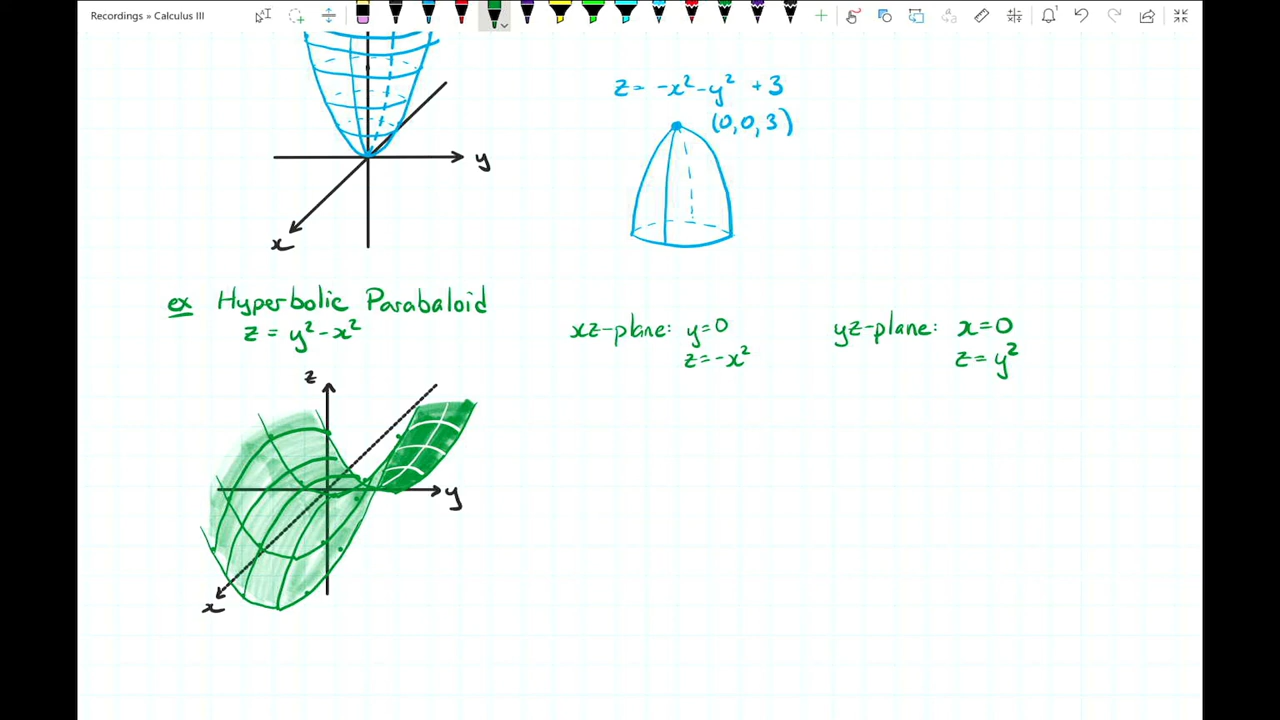 Recordings » Calculus III
z = -x² - y² + 3
(0, 0, 3)
y
x
ex Hyperbolic Parabaloid
z = y² - x²
xz-plane: y=0
z = -x²
yz-plane: x=0
z = y²
z
y
x